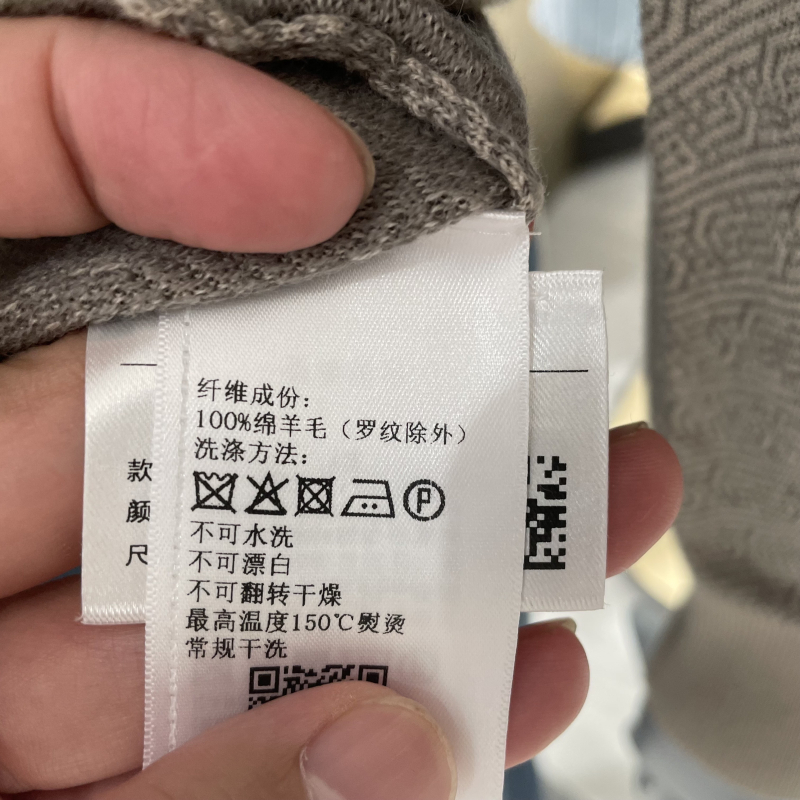 纤维成份：
100%绵羊毛（罗纹除外）
洗涤方法：
P
不可水洗
不可漂白
不可翻转干燥
最高温度150℃熨烫
常规干洗
款
颜
尺